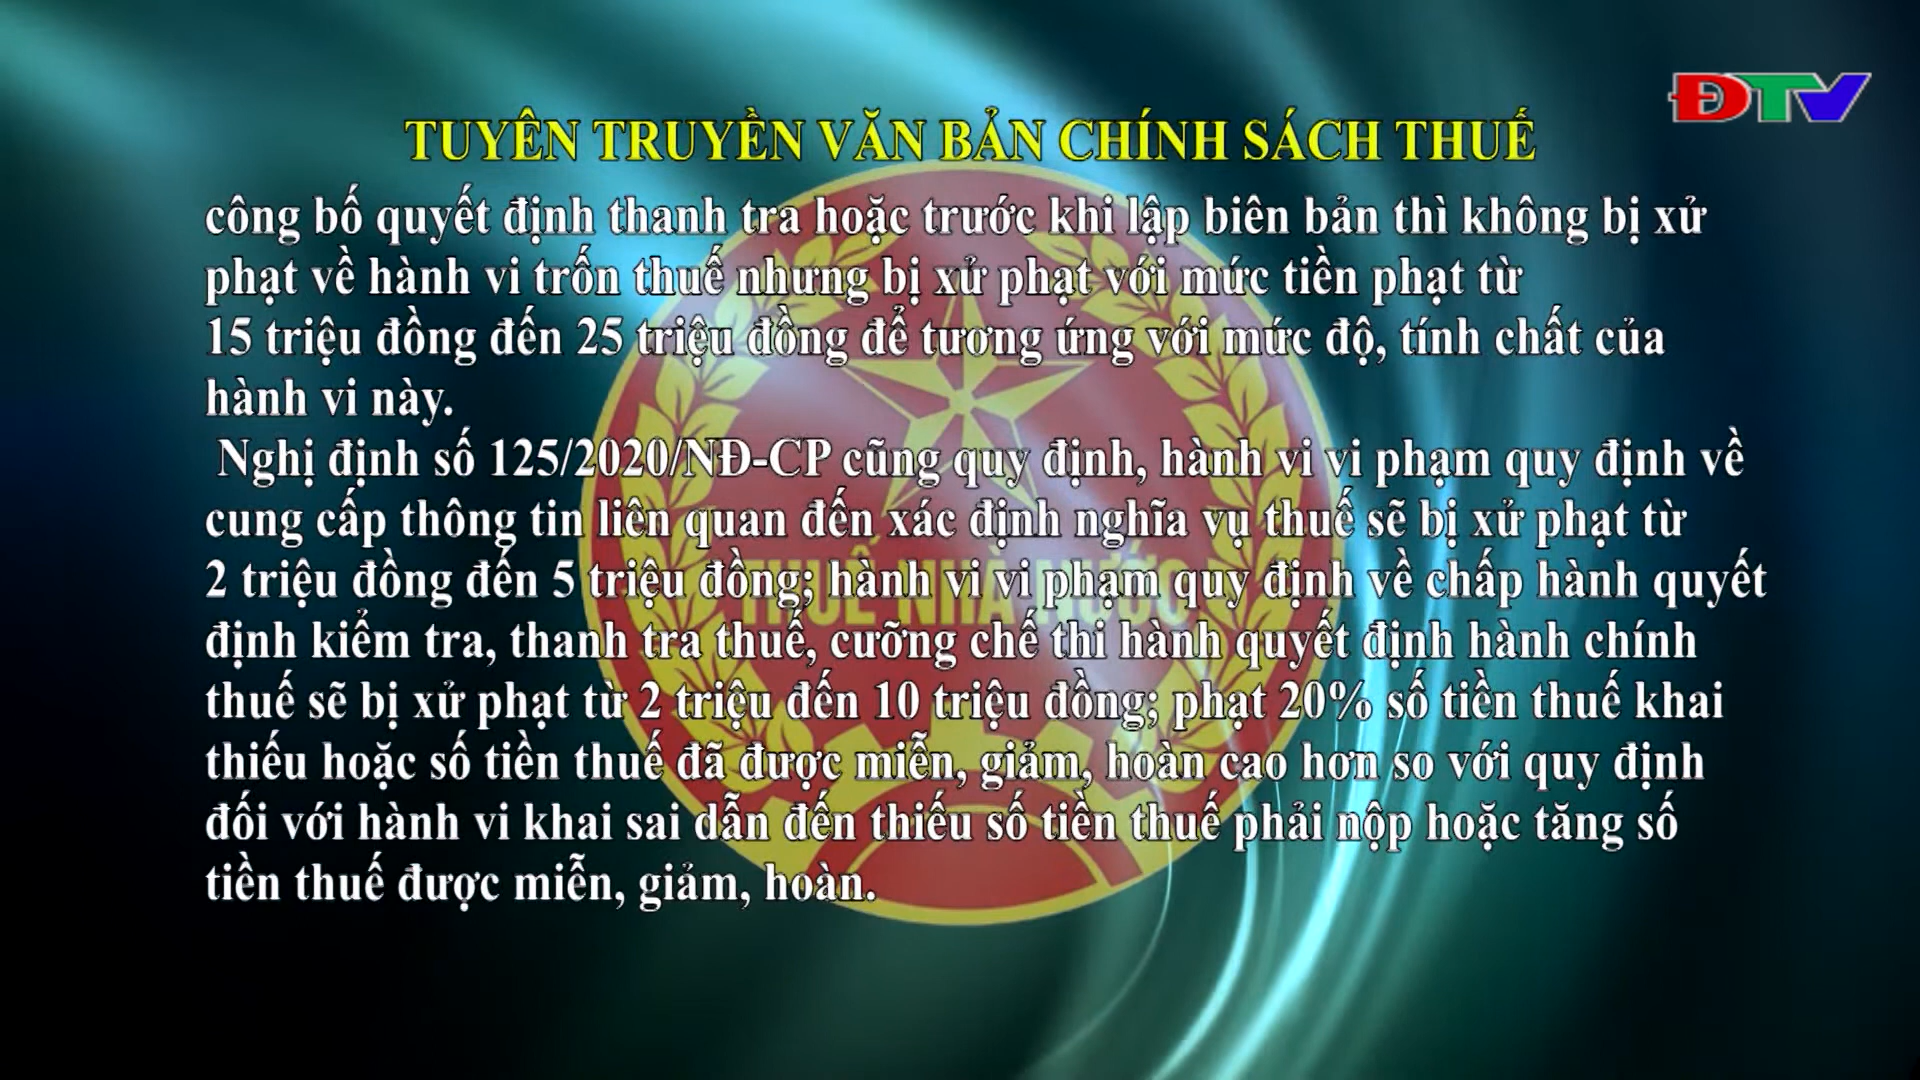 ĐTV
TUYÊN TRUYỀN VĂN BẢN CHÍNH SÁCH THUẾ
công bố quyết định thanh tra hoặc trước khi lập biên bản thì không bị xử
phạt về hành vi trốn thuế nhưng bị xử phạt với mức tiền phạt từ
15 triệu đồng đến 25 triệu đồng để tương ứng với mức độ, tính chất của
hành vi này.
Nghị định số 125/2020/NĐ-CP cũng quy định, hành vi vi phạm quy định về
cung cấp thông tin liên quan đến xác định nghĩa vụ thuế sẽ bị xử phạt từ
2 triệu đồng đến 5 triệu đồng; hành vi vi phạm quy định về chấp hành quyết
định kiểm tra, thanh tra thuế, cưỡng chế thi hành quyết định hành chính
thuế sẽ bị xử phạt từ 2 triệu đến 10 triệu đồng; phạt 20% số tiền thuế khai
thiếu hoặc số tiền thuế đã được miễn, giảm, hoàn cao hơn so với quy định
đối với hành vi khai sai dẫn đến thiếu số tiền thuế phải nộp hoặc tăng số
tiền thuế được miễn, giảm, hoàn.
THUẾ NHÀ NƯỚC